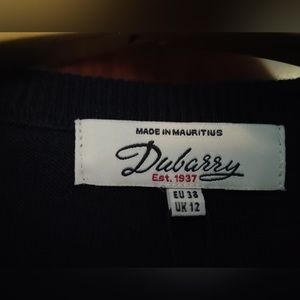 MADE IN MAURITIUS
Dubarry
Est. 1937
EU 38
UK 12